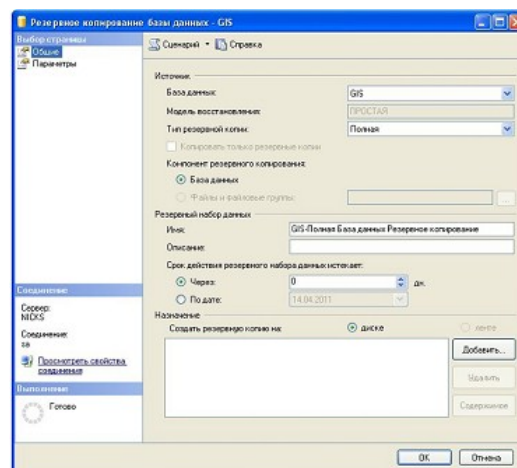 Резервное копирование базы данных - GIS
Выбор страницы
Общие
Параметры
Сценарий
Справка
Источник
База данных:
GIS
Модель восстановления:
ПРОСТАЯ
Тип резервной копии:
Полная
Копировать только резервные копии
Компонент резервного копирования:
База данных
Файлы и файловые группы:
...
Резервный набор данных
Имя:
GIS-Полная База данных Резервное копирование
Описание:
Срок действия резервного набора данных истекает:
Через:
0
дн.
По дате:
14.04.2011
Назначение
Создать резервную копию на:
диске
ленте
Добавить...
Удалить
Содержимое
Соединение
Сервер:
NICKS
Соединение:
sa
Просмотреть свойства соединения
Выполнение
Готово
OK
Отмена